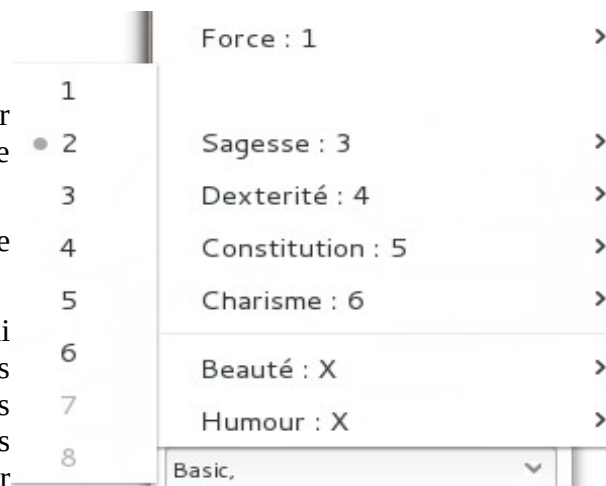 Force : 1
Sagesse : 3
Dexterité : 4
Constitution : 5
Charisme : 6
Beauté : X
Humour : X
Basic,
1
2
3
4
5
6
7
8